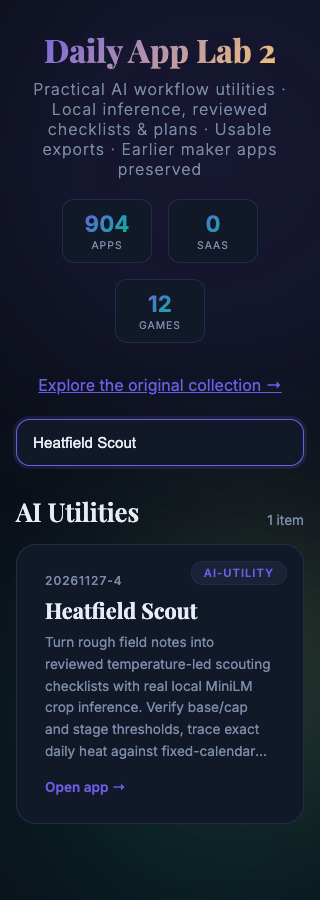 Daily App Lab 2
Practical AI workflow utilities ·
Local inference, reviewed
checklists & plans · Usable
exports · Earlier maker apps
preserved
904
APPS
0
SAAS
12
GAMES
Explore the original collection →
Heatfield Scout
AI Utilities
1 item
20261127-4
AI-UTILITY
Heatfield Scout
Turn rough field notes into
reviewed temperature-led scouting
checklists with real local MiniLM
crop inference. Verify base/cap
and stage thresholds, trace exact
daily heat against fixed-calendar...
Open app →